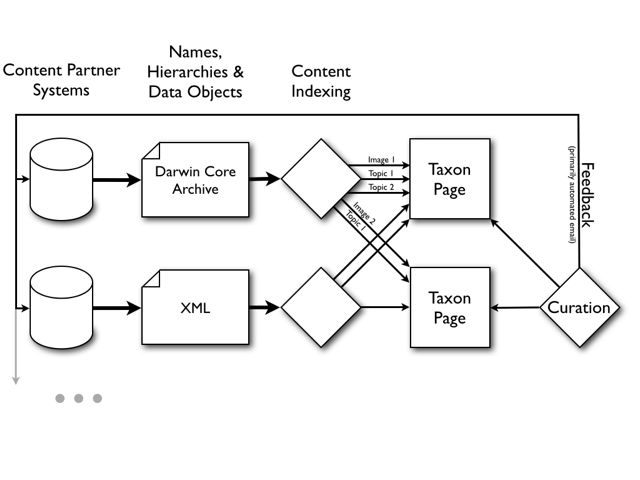 Content Partner
Systems
Names,
Hierarchies &
Data Objects
Content
Indexing
Darwin Core
Archive
Image 1
Topic 1
Topic 2
Image 2
Topic 1
Taxon
Page
Feedback
(primarily automated email)
XML
Taxon
Page
Curation